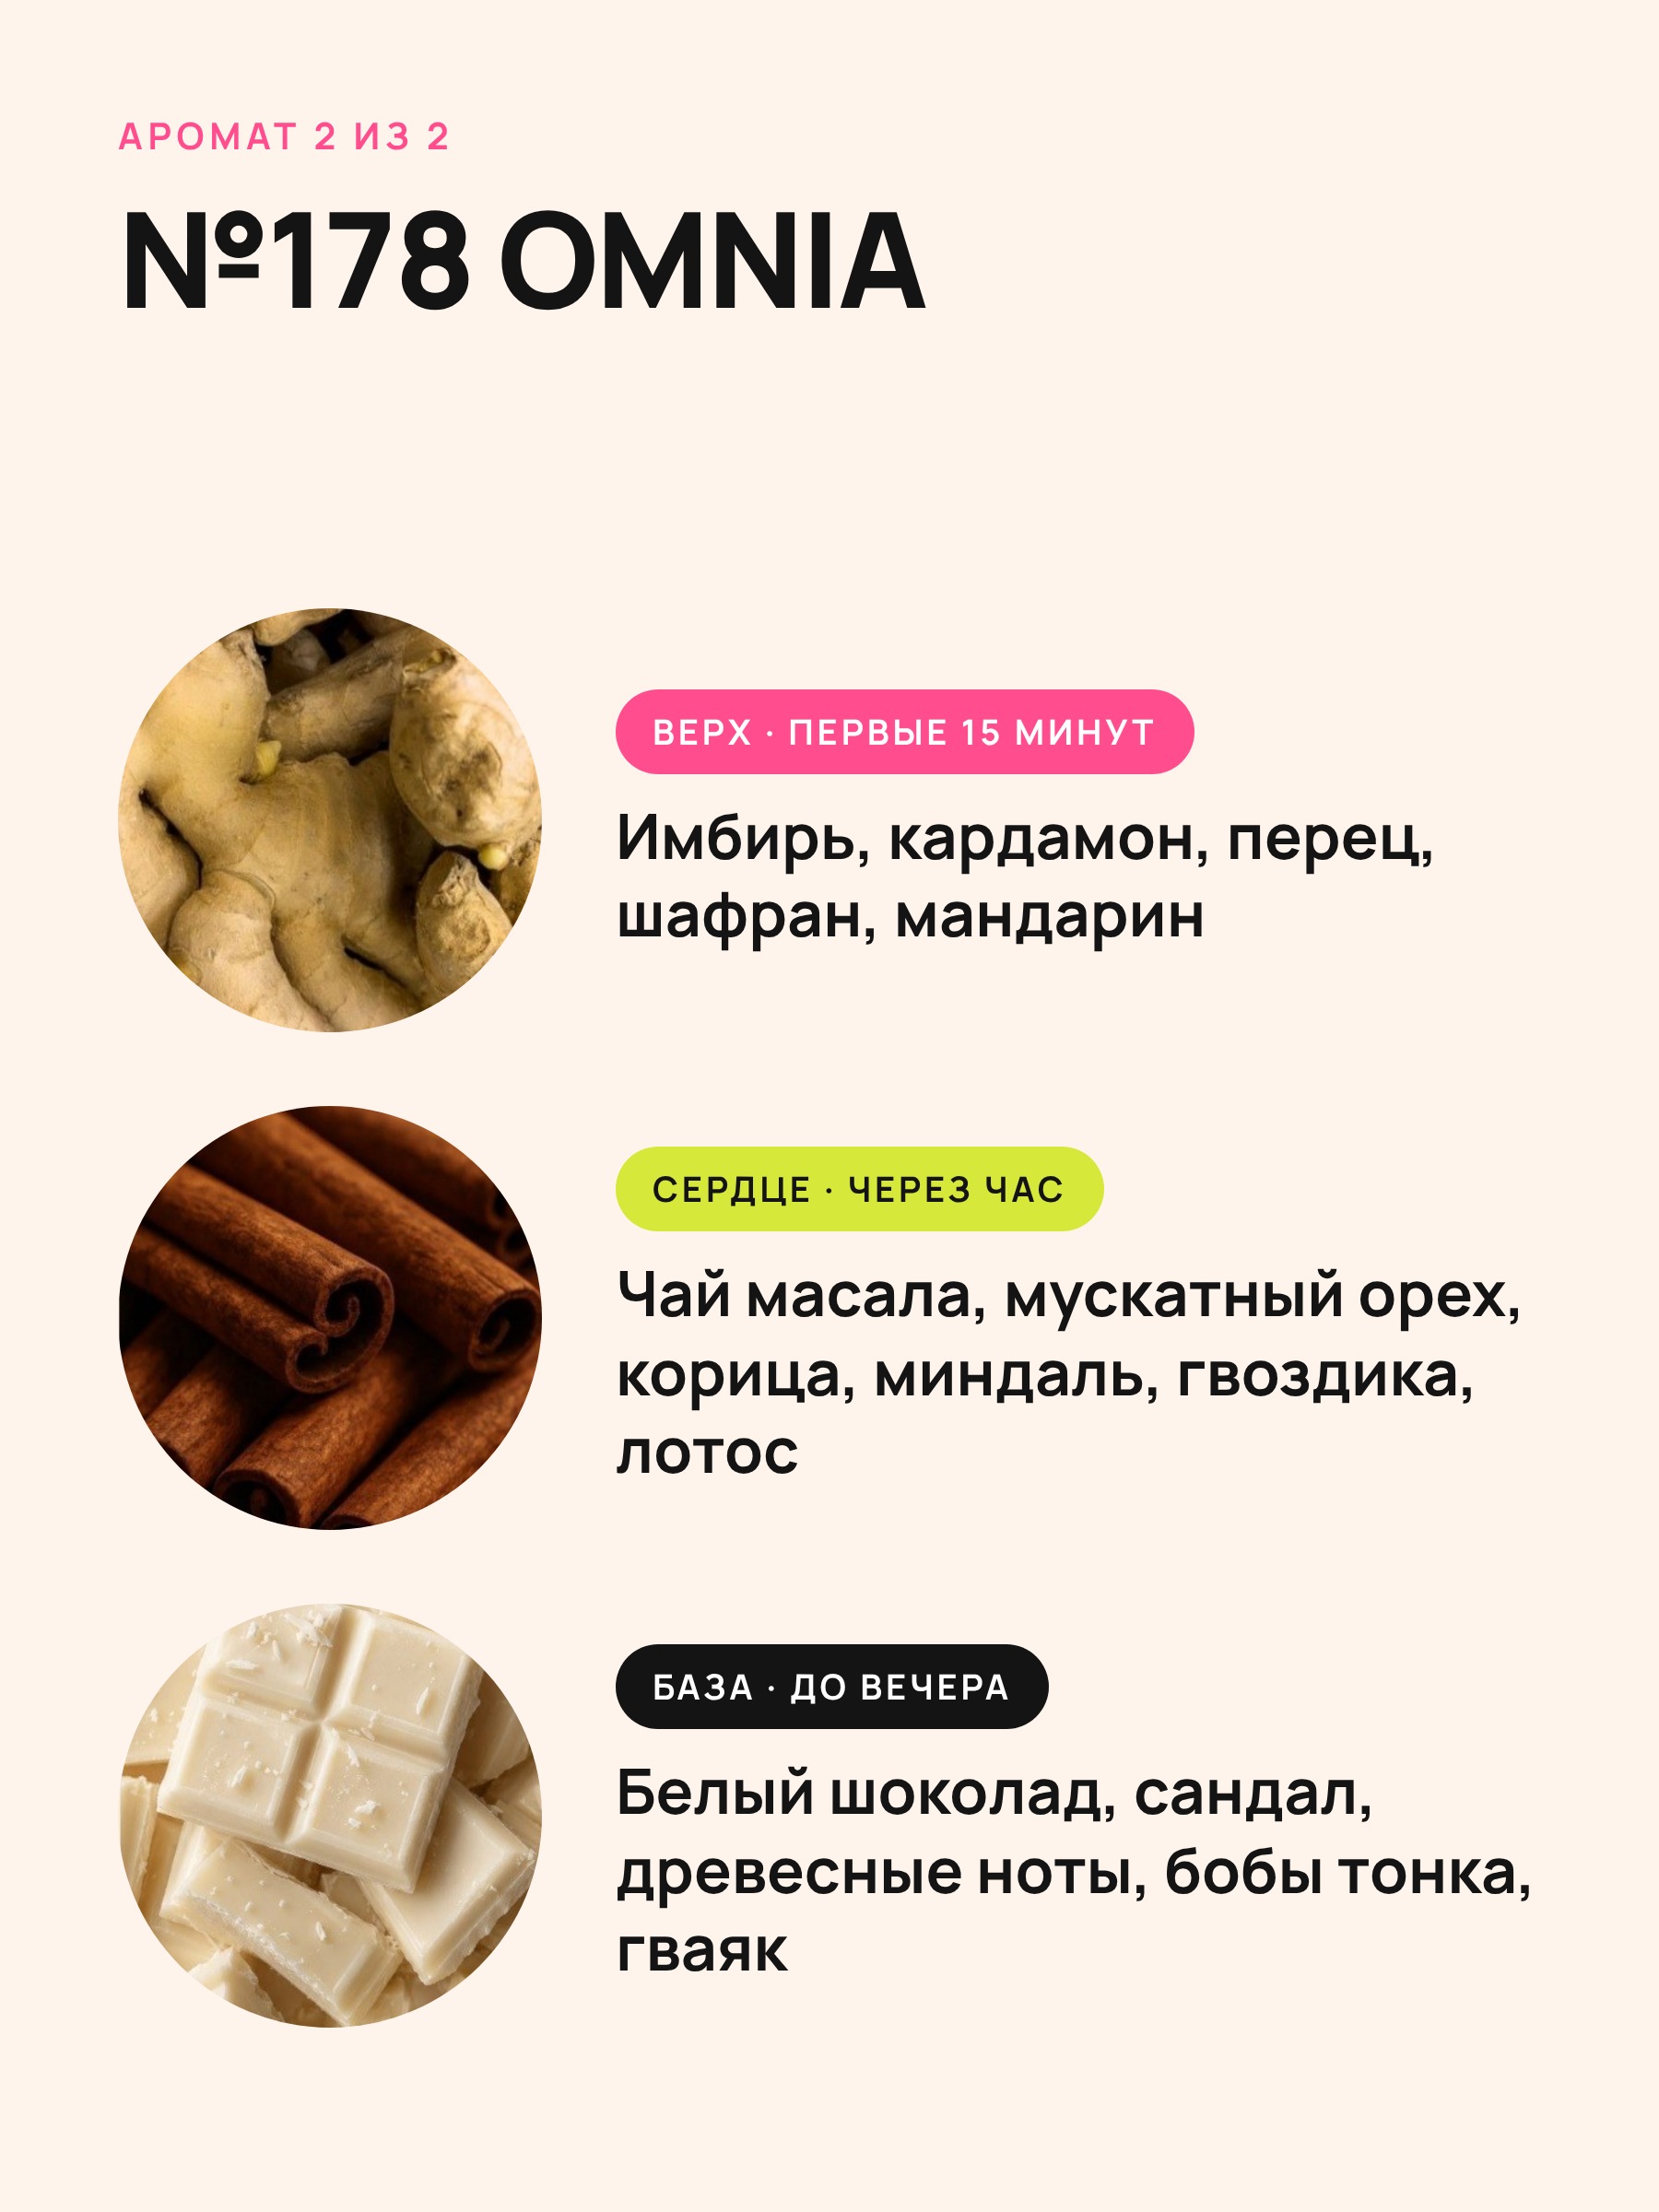 АРОМАТ 2 ИЗ 2
№178 OMNIA
ВЕРХ · ПЕРВЫЕ 15 МИНУТ
Имбирь, кардамон, перец,
шафран, мандарин
СЕРДЦЕ · ЧЕРЕЗ ЧАС
Чай масала, мускатный орех,
корица, миндаль, гвоздика,
лотос
БАЗА · ДО ВЕЧЕРА
Белый шоколад, сандал,
древесные ноты, бобы тонка,
гваяк